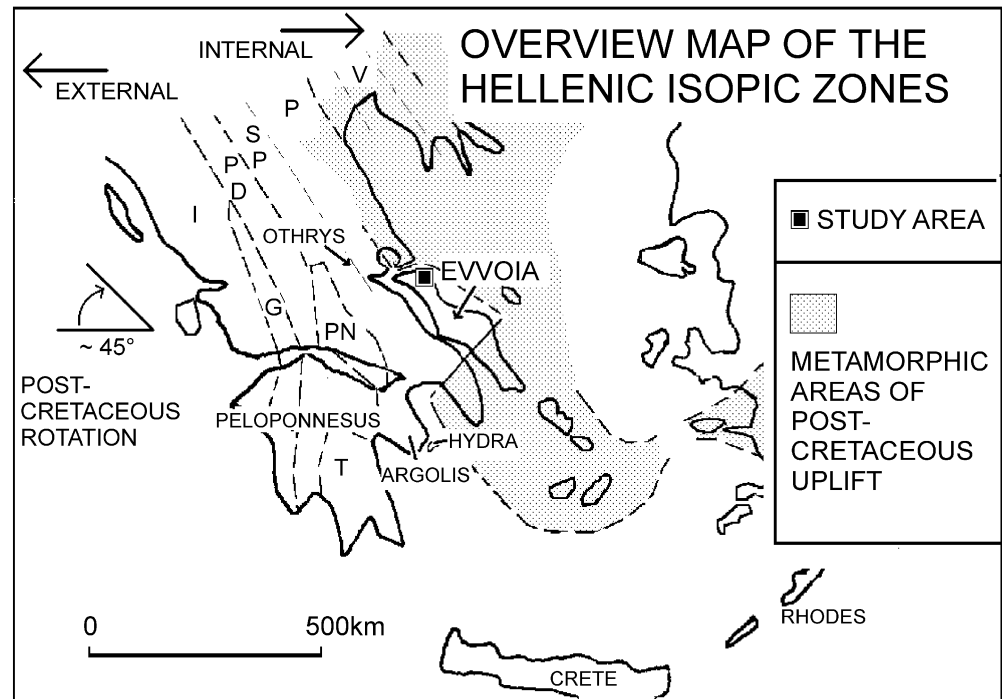 INTERNAL
EXTERNAL
OVERVIEW MAP OF THE
HELLENIC ISOPIC ZONES
V
P
S
P P
D
I
OTHRYS
EVVOIA
G
PN
~ 45°
POST-
CRETACEOUS
ROTATION
PELOPONNESUS
HYDRA
T
ARGOLIS
STUDY AREA
METAMORPHIC
AREAS OF
POST-
CRETACEOUS
UPLIFT
0 500km
CRETE
RHODES